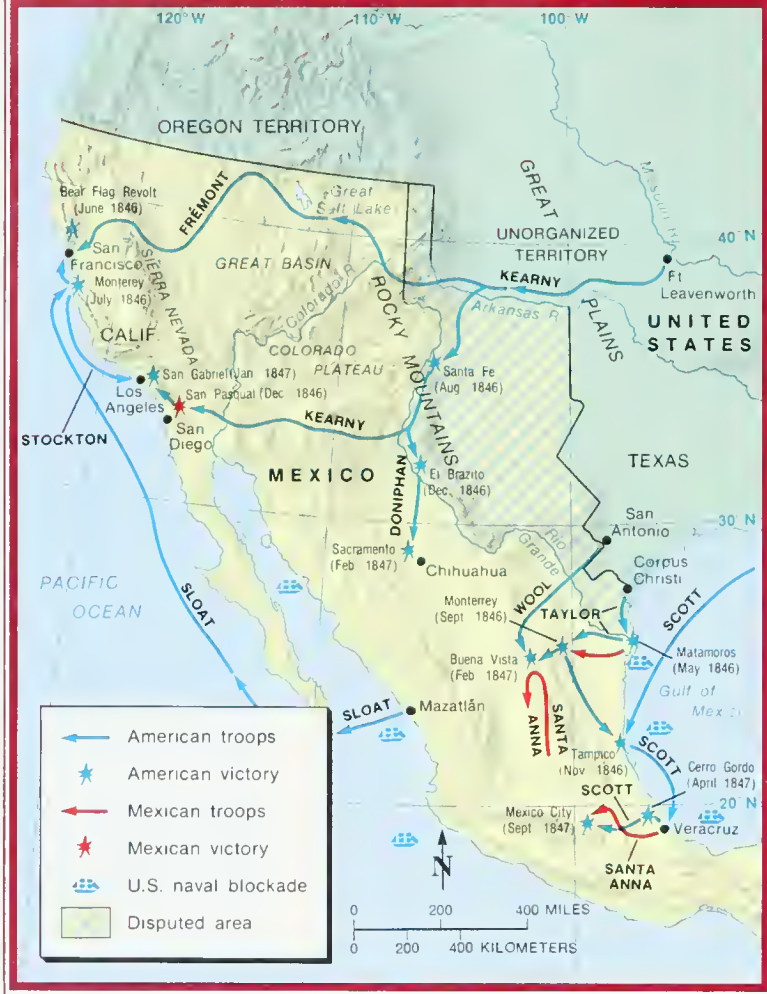 120°W
110°W
100°W
OREGON TERRITORY
Bear Flag Revolt
(June 1846)
FRÉMONT
Great
Salt Lake
GREAT
UNORGANIZED
TERRITORY
Missouri R.
40°N
San
Francisco
SIERRA NEVADA
GREAT BASIN
KEARNY
Ft
Leavenworth
Monterey
(July 1846)
Colorado R
ROCKY MOUNTAINS
Arkansas R.
PLAINS
UNITED
STATES
CALIF.
COLORADO
PLATEAU
San Gabriel (Jan 1847)
Santa Fe
(Aug 1846)
Los
Angeles
San Pasqual (Dec 1846)
San
Diego
KEARNY
STOCKTON
MEXICO
DONIPHAN
El Brazito
(Dec. 1846)
TEXAS
San
Antonio
30°N
Sacramento
(Feb 1847)
Chihuahua
Rio
Grande
Corpus
Christi
PACIFIC
OCEAN
SLOAT
WOOL
Monterrey
(Sept 1846)
TAYLOR
SCOTT
Buena Vista
(Feb 1847)
Matamoros
(May 1846)
Gulf of
Mexico
SLOAT
Mazatlán
SANTA
ANNA
Tampico
(Nov 1846)
SCOTT
Cerro Gordo
(April 1847)
SCOTT
20°N
Mexico City
(Sept 1847)
Veracruz
SANTA
ANNA
American troops
American victory
Mexican troops
Mexican victory
U.S. naval blockade
Disputed area
N
0 200 400 MILES
0 200 400 KILOMETERS